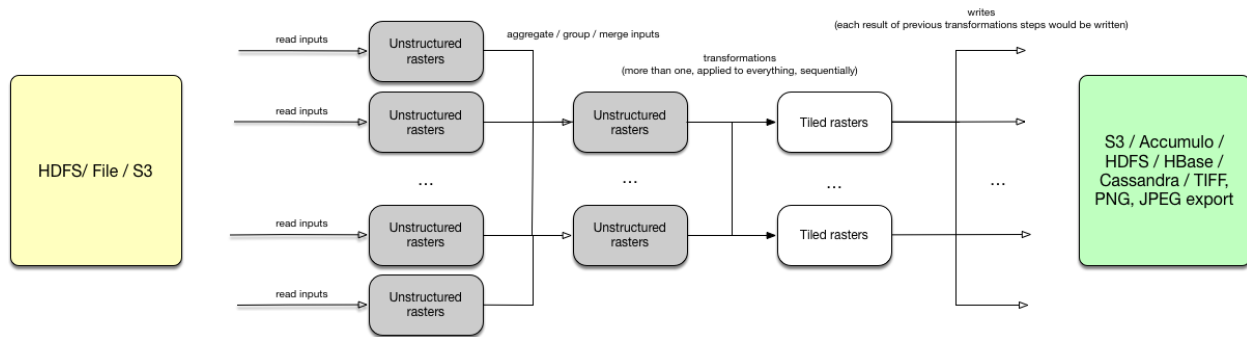 writes
(each result of previous transformations steps would be written)
read inputs
Unstructured
rasters
aggregate / group / merge inputs
transformations
(more than one, applied to everything, sequentially)
read inputs
Unstructured
rasters
Unstructured
rasters
Tiled rasters
HDFS/ File / S3
S3 / Accumulo /
HDFS / HBase /
Cassandra / TIFF,
PNG, JPEG export
...
...
...
...
read inputs
Unstructured
rasters
Unstructured
rasters
Tiled rasters
read inputs
Unstructured
rasters